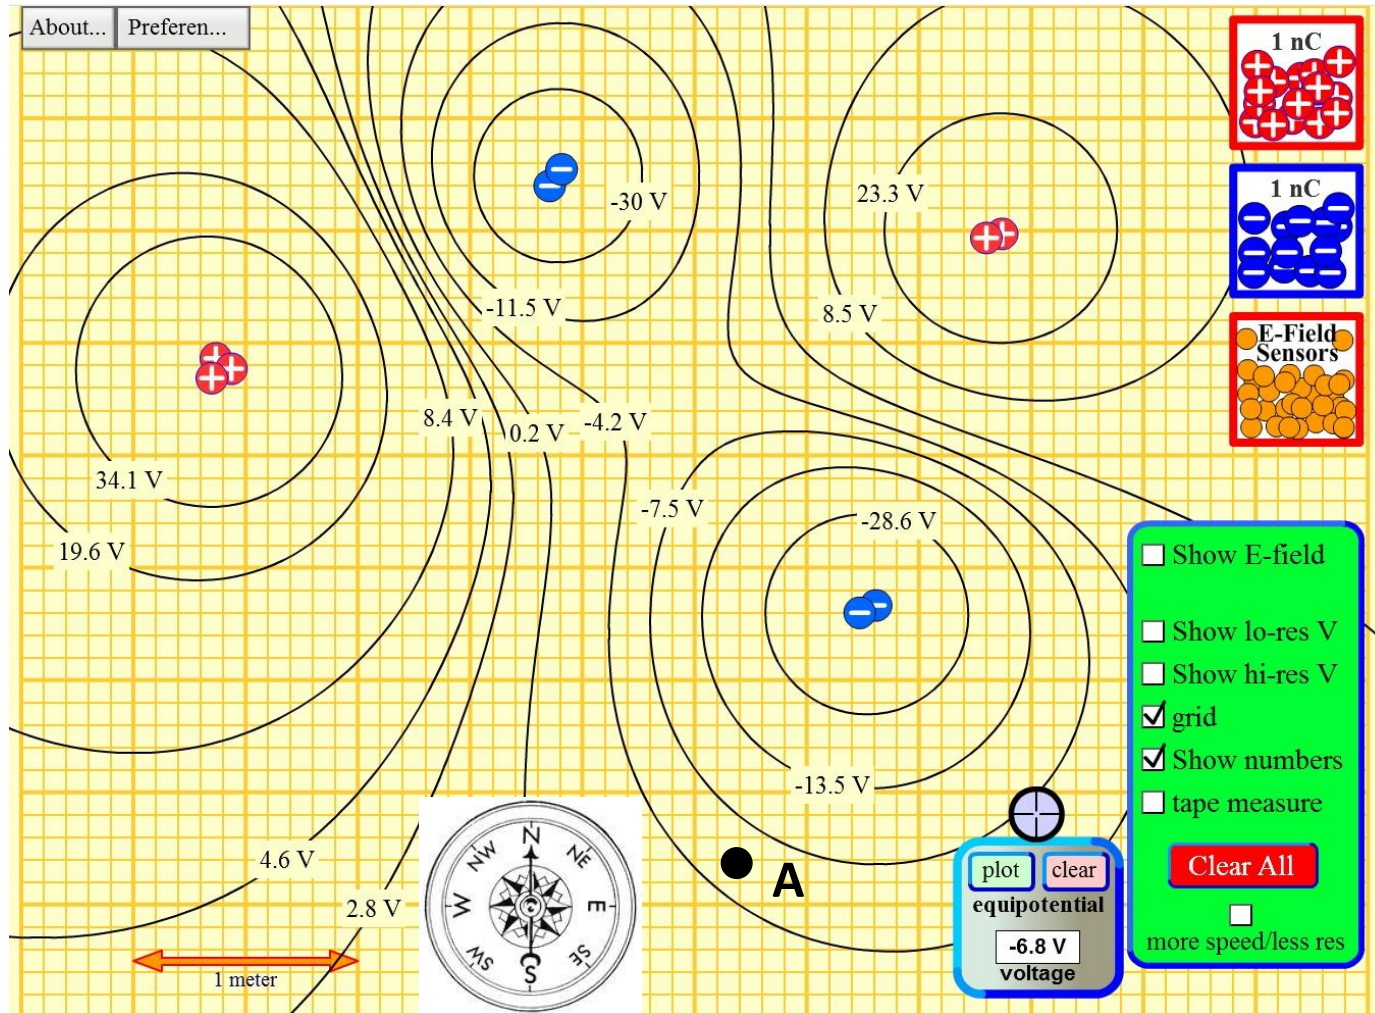 About...
Preferen...
1 nC
-30 V
23.3 V
1 nC
-11.5 V
8.5 V
E-Field
Sensors
8.4 V
0.2 V
-4.2 V
34.1 V
-7.5 V
-28.6 V
19.6 V
Show E-field
Show lo-res V
Show hi-res V
grid
Show numbers
-13.5 V
tape measure
N
NW
NE
W
E
SW
SE
S
4.6 V
A
plot
clear
Clear All
2.8 V
equipotential
-6.8 V
voltage
more speed/less res
1 meter